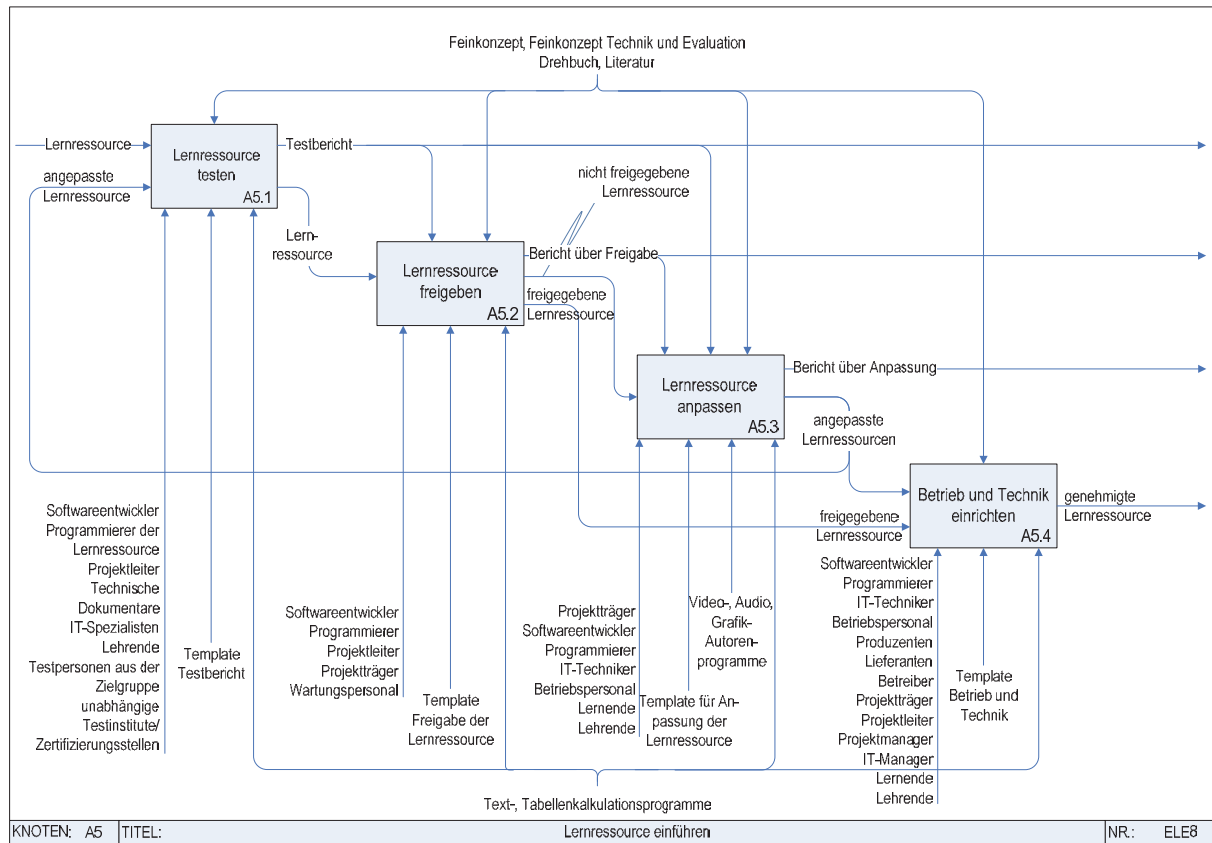 Feinkonzept, Feinkonzept Technik und Evaluation
Drehbuch, Literatur
Lernressource
angepasste
Lernressource
Lernressource
testen
A5.1
Testbericht
Lern-
ressource
nicht freigegebene
Lernressource
Lernressource
freigeben
A5.2
Bericht über Freigabe
freigegebene
Lernressource
Lernressource
anpassen
A5.3
Bericht über Anpassung
angepasste
Lernressourcen
freigegebene
Lernressource
Betrieb und Technik
einrichten
A5.4
genehmigte
Lernressource
Softwareentwickler
Programmierer der
Lernressource
Projektleiter
Technische
Dokumentare
IT-Spezialisten
Lehrende
Testpersonen aus der
Zielgruppe
unabhängige
Testinstitute/
Zertifizierungsstellen
Template
Testbericht
Softwareentwickler
Programmierer
Projektleiter
Projektträger
Wartungspersonal
Template
Freigabe der
Lernressource
Projektträger
Softwareentwickler
Programmierer
IT-Techniker
Betriebspersonal
Lernende
Lehrende
Template für An-
passung der
Lernressource
Video-, Audio,
Grafik-
Autoren-
programme
Softwareentwickler
Programmierer
IT-Techniker
Betriebspersonal
Produzenten
Lieferanten
Betreiber
Projektträger
Projektleiter
Projektmanager
IT-Manager
Lernende
Lehrende
Template
Betrieb und
Technik
Text-, Tabellenkalkulationsprogramme
KNOTEN: A5 TITEL: Lernressource einführen NR.: ELE8